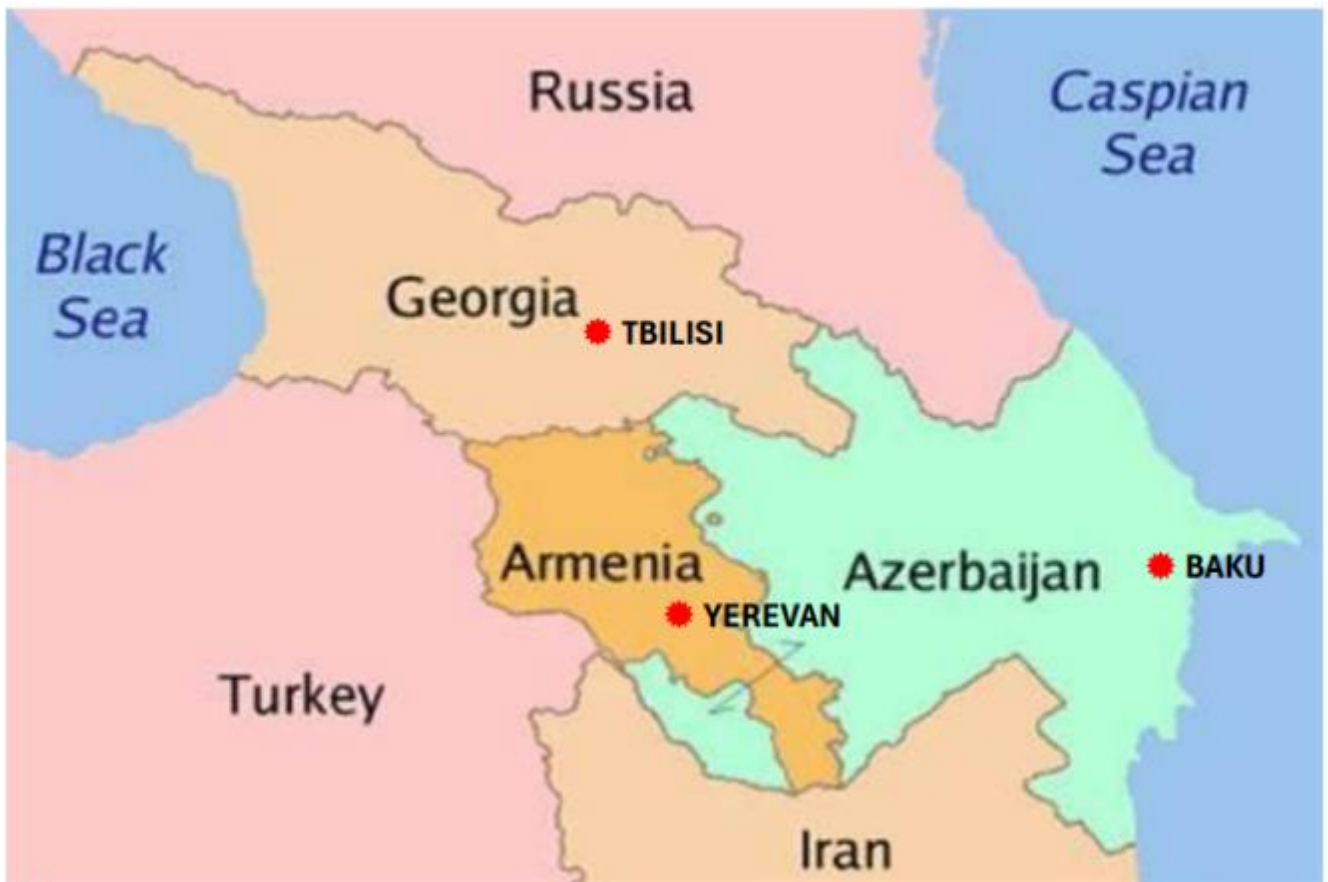 Russia
Caspian
Sea
Black
Sea
Georgia
TBILISI
Armenia
Azerbaijan
BAKU
YEREVAN
Turkey
Iran